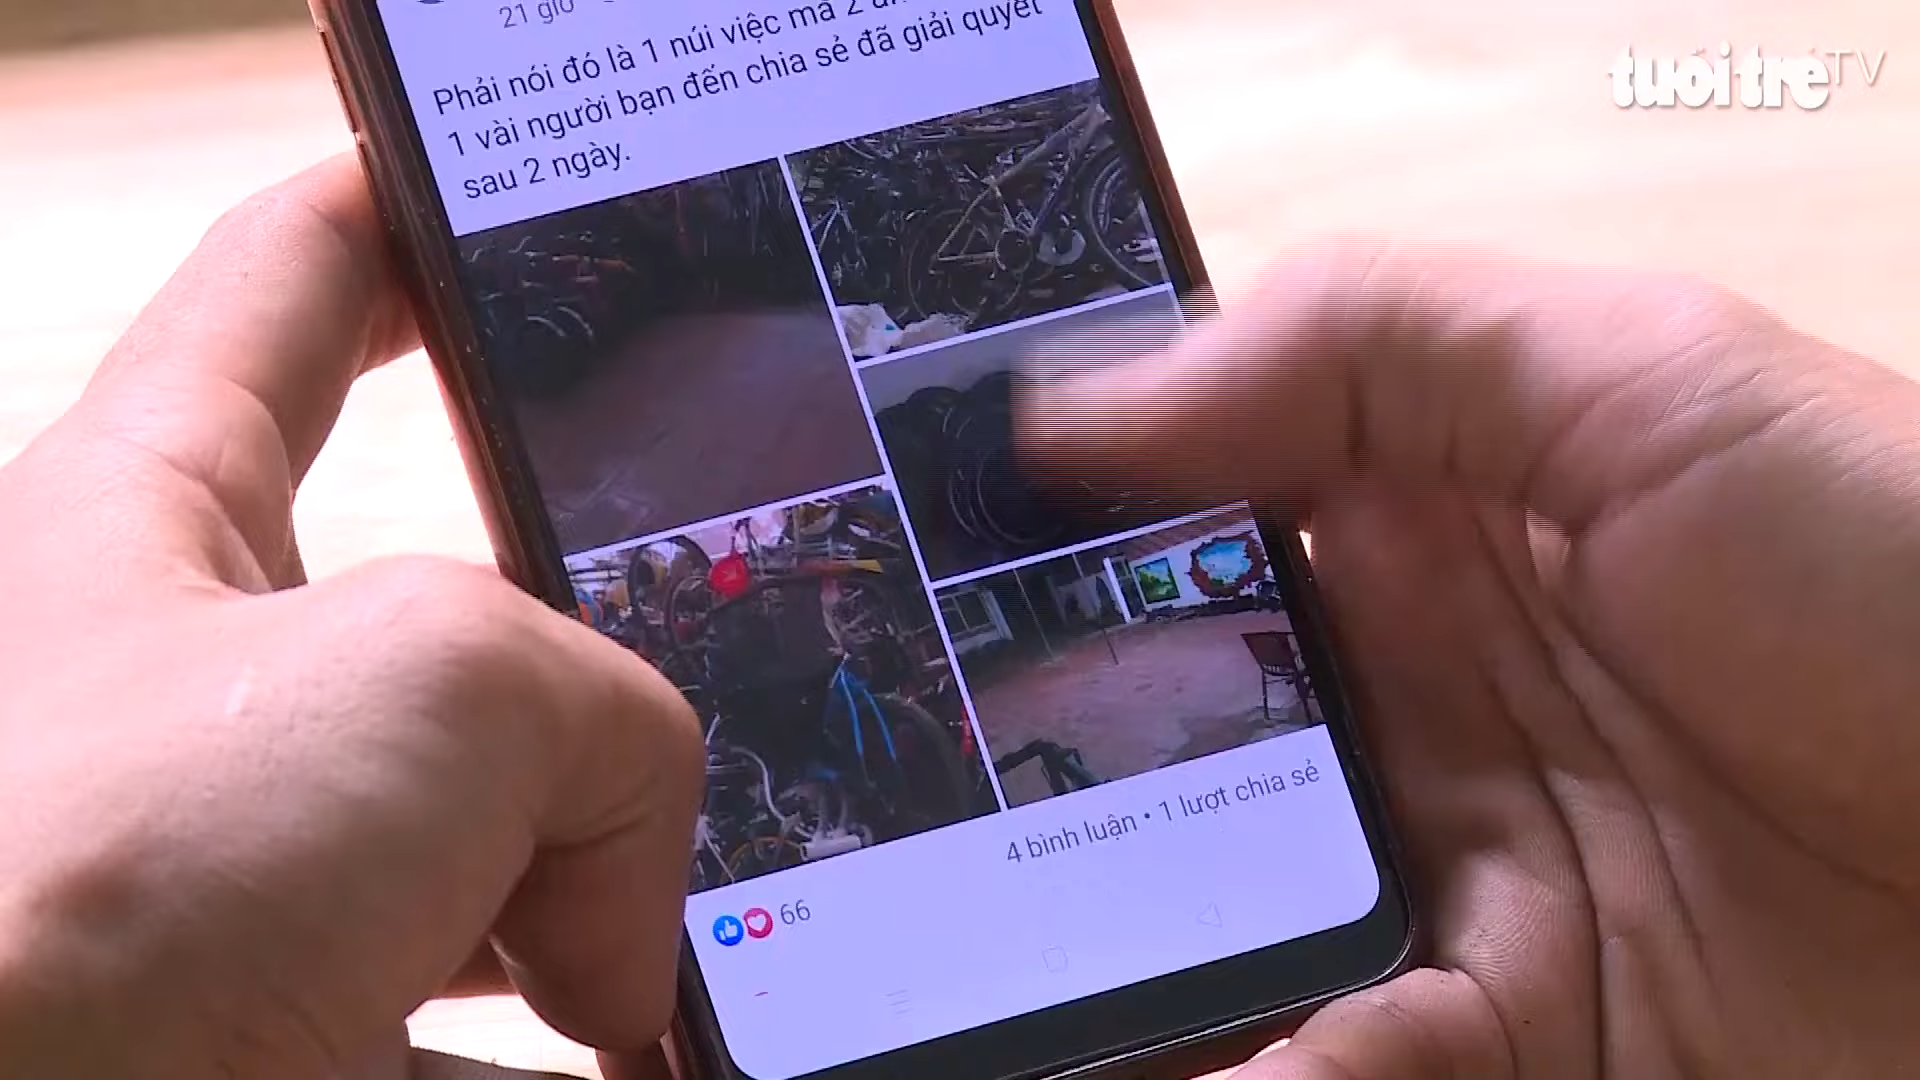 21 giờ
tuổi trẻ TV
Phải nói đó là 1 núi việc mà 2
1 vài người bạn đến chia sẻ đã giải quyết
sau 2 ngày.
4 bình luận • 1 lượt chia sẻ
66